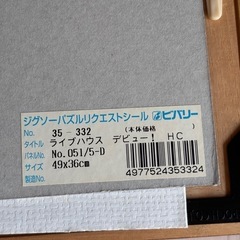 ジグソーパズルリクエストシール ビバリー
No. 35-332 (本体価格 )
タイトル ライブハウス デビュー! HC
パネルNo. No.051/5-D
サイズ 49x36cm
製造No. 4977524353324